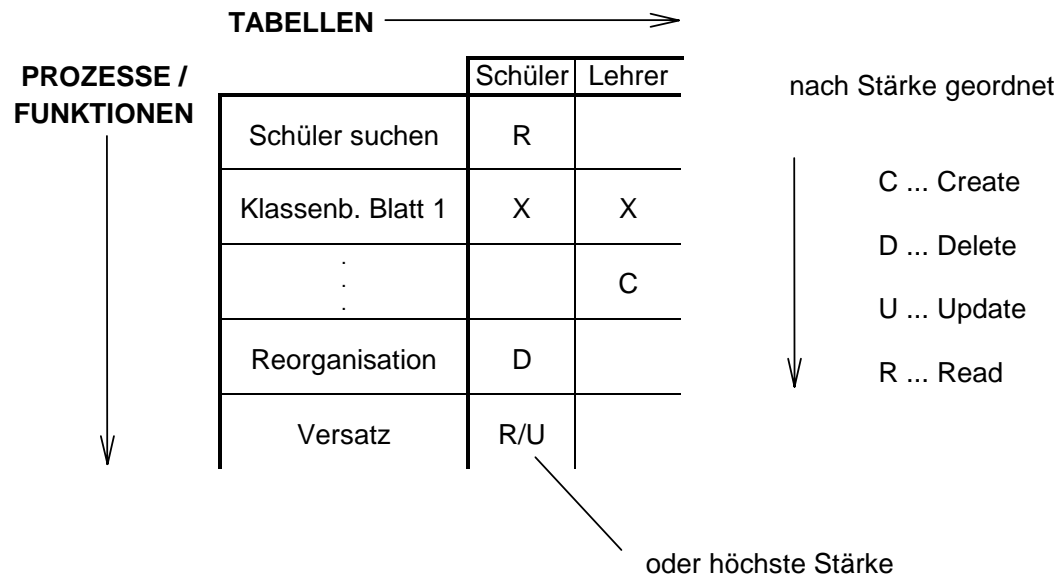 TABELLEN
PROZESSE /
FUNKTIONEN
Schüler Lehrer
nach Stärke geordnet
Schüler suchen R
Klassenb. Blatt 1 X X
.
.
.
C
Reorganisation D
Versatz R/U
C ... Create
D ... Delete
U ... Update
R ... Read
oder höchste Stärke